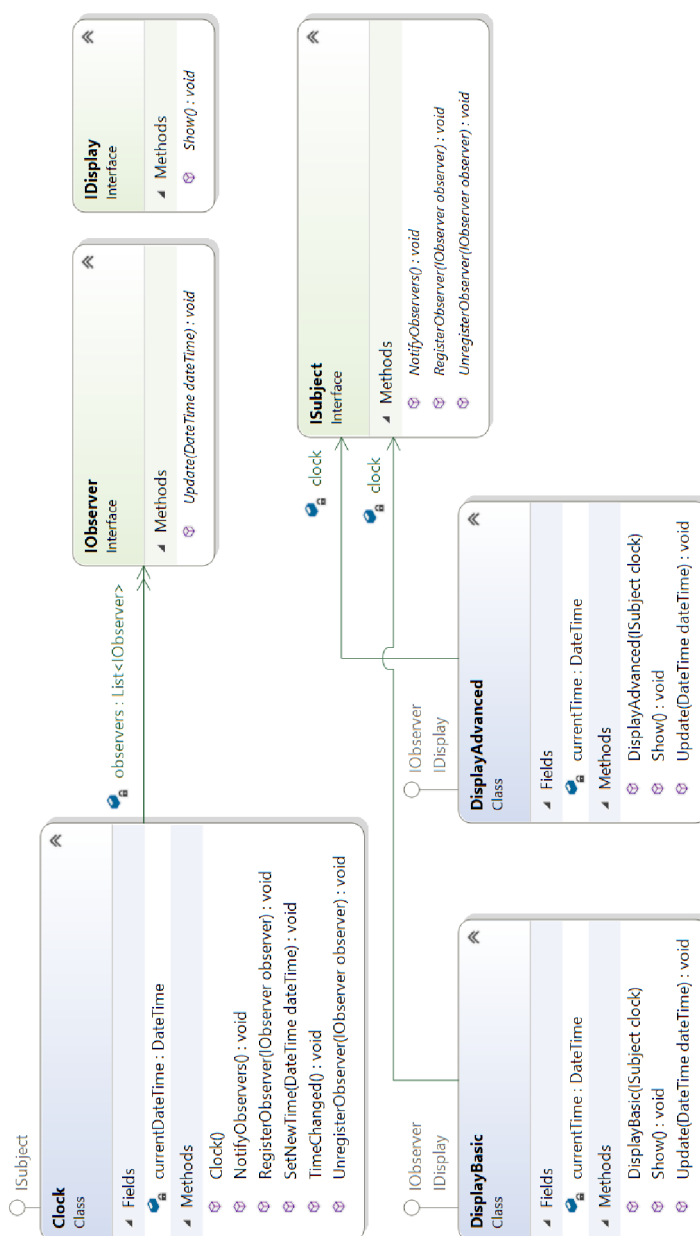 ISubject
Clock
Class
Fields
currentDateTime : DateTime
Methods
Clock()
NotifyObservers() : void
RegisterObserver(IObserver observer) : void
SetNewTime(DateTime dateTime) : void
TimeChanged() : void
UnregisterObserver(IObserver observer) : void
observers : List<IObserver>
IObserver
Interface
Methods
Update(DateTime dateTime) : void
IDisplay
Interface
Methods
Show() : void
ISubject
Interface
Methods
NotifyObservers() : void
RegisterObserver(IObserver observer) : void
UnregisterObserver(IObserver observer) : void
clock
clock
IObserver
IDisplay
DisplayBasic
Class
Fields
currentTime : DateTime
Methods
DisplayBasic(ISubject clock)
Show() : void
Update(DateTime dateTime) : void
IObserver
IDisplay
DisplayAdvanced
Class
Fields
currentTime : DateTime
Methods
DisplayAdvanced(ISubject clock)
Show() : void
Update(DateTime dateTime) : void